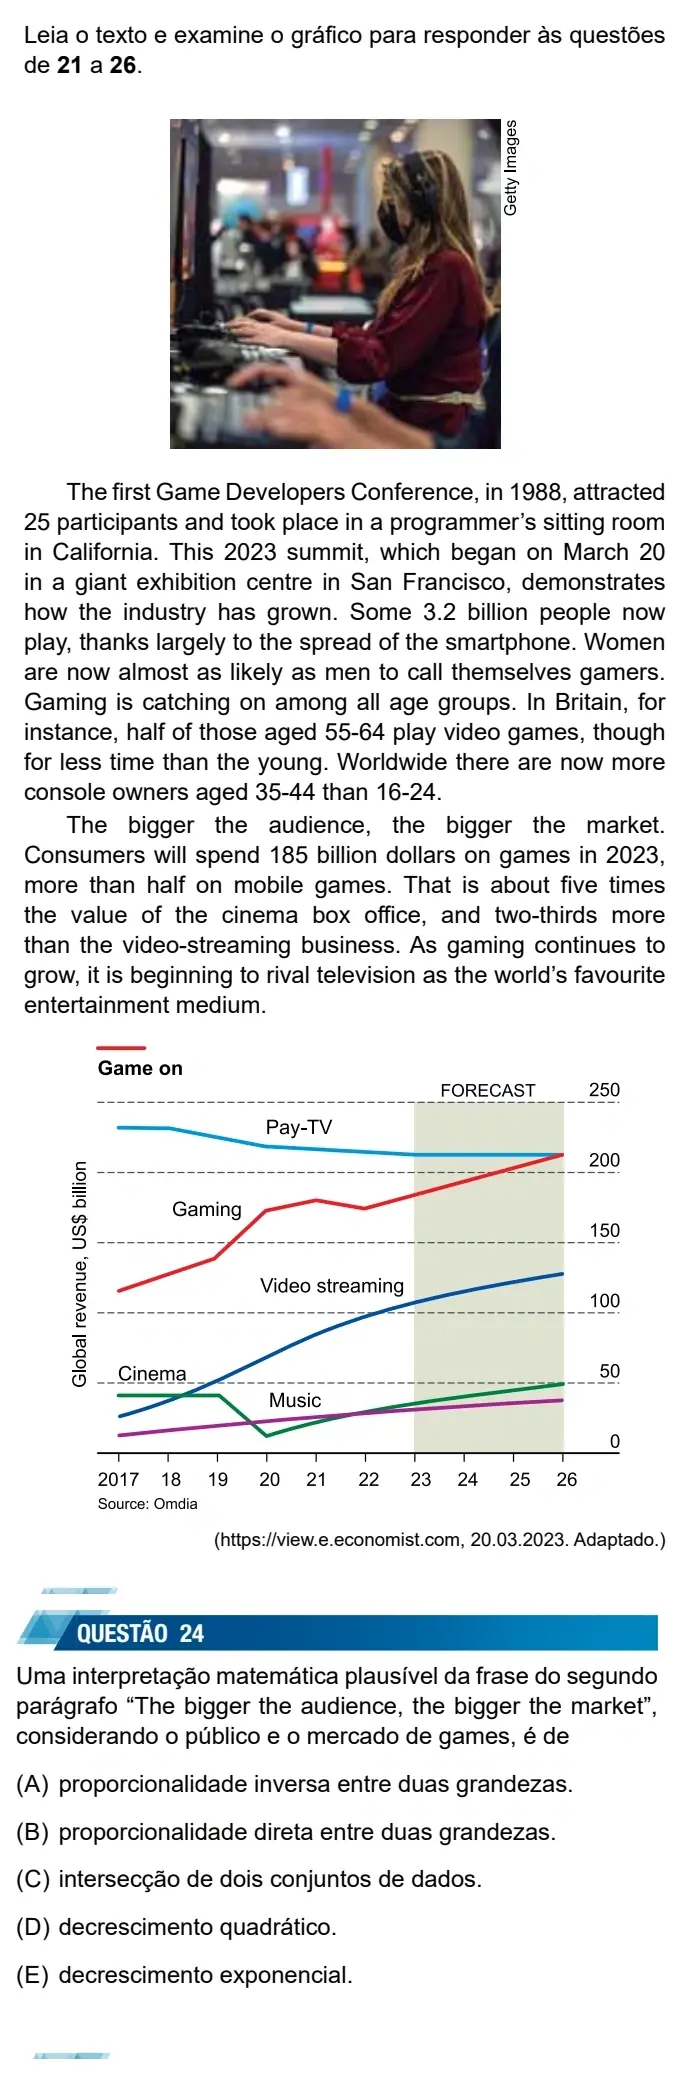 Leia o texto e examine o gráfico para responder às questões
de 21 a 26.
Getty Images
The first Game Developers Conference, in 1988, attracted
25 participants and took place in a programmer's sitting room
in California. This 2023 summit, which began on March 20
in a giant exhibition centre in San Francisco, demonstrates
how the industry has grown. Some 3.2 billion people now
play, thanks largely to the spread of the smartphone. Women
are now almost as likely as men to call themselves gamers.
Gaming is catching on among all age groups. In Britain, for
instance, half of those aged 55-64 play video games, though
for less time than the young. Worldwide there are now more
console owners aged 35-44 than 16-24.
The bigger the audience, the bigger the market.
Consumers will spend 185 billion dollars on games in 2023,
more than half on mobile games. That is about five times
the value of the cinema box office, and two-thirds more
than the video-streaming business. As gaming continues to
grow, it is beginning to rival television as the world's favourite
entertainment medium.
Game on
FORECAST 250
Pay-TV
200
Gaming
150
Video streaming
100
Cinema 50
Music
0
Global revenue, US$ billion
2017 18 19 20 21 22 23 24 25 26
Source: Omdia
(https://view.e.economist.com, 20.03.2023. Adaptado.)
QUESTÃO 24
Uma interpretação matemática plausível da frase do segundo
parágrafo “The bigger the audience, the bigger the market”,
considerando o público e o mercado de games, é de
(A) proporcionalidade inversa entre duas grandezas.
(B) proporcionalidade direta entre duas grandezas.
(C) intersecção de dois conjuntos de dados.
(D) decrescimento quadrático.
(E) decrescimento exponencial.